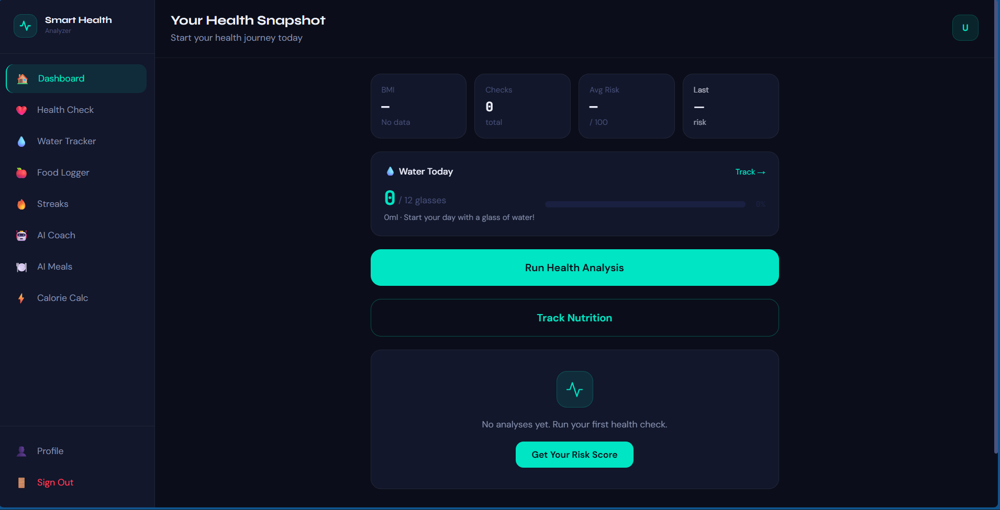 Smart Health
Analyzer
Dashboard
Health Check
Water Tracker
Food Logger
Streaks
AI Coach
AI Meals
Calorie Calc
Profile
Sign Out
Your Health Snapshot
Start your health journey today
U
BMI
–
No data
Checks
0
total
Avg Risk
–
/ 100
Last
—
risk
Water Today
Track →
0 / 12 glasses
0%
0ml · Start your day with a glass of water!
Run Health Analysis
Track Nutrition
No analyses yet. Run your first health check.
Get Your Risk Score